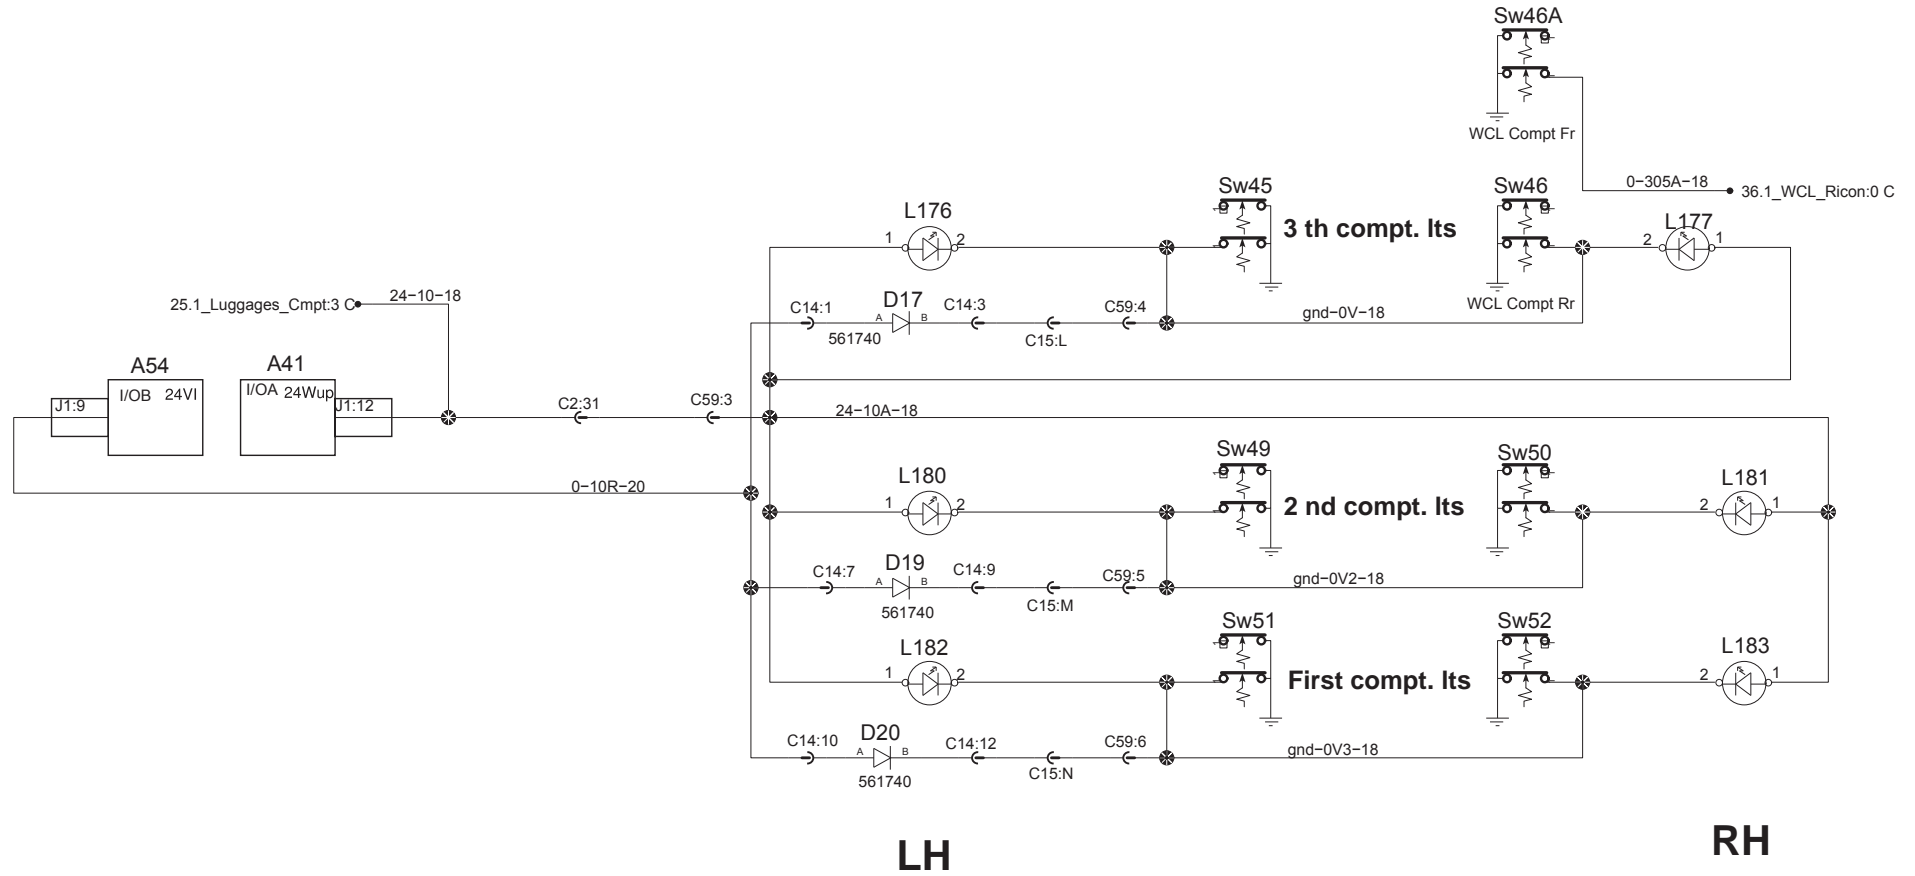 Sw46A
WCL Compt Fr
0-305A-18
36.1_WCL_Ricon:0 C
Sw45
Sw46
L176
1
2
3 th compt. lts
L177
2
1
WCL Compt Rr
25.1_Luggages_Cmpt:3 C
24-10-18
C14:1
A
D17
B
561740
C14:3
C15:L
C59:4
gnd-0V-18
A54
A41
I/OB
24VI
I/OA
24Wup
J1:9
J1:12
C2:31
C59:3
24-10A-18
0-10R-20
Sw49
Sw50
L180
1
2
2 nd compt. lts
L181
2
1
C14:7
A
D19
B
561740
C14:9
C15:M
C59:5
gnd-0V2-18
Sw51
Sw52
L182
1
2
First compt. lts
L183
2
1
C14:10
A
D20
B
561740
C14:12
C15:N
C59:6
gnd-0V3-18
LH
RH